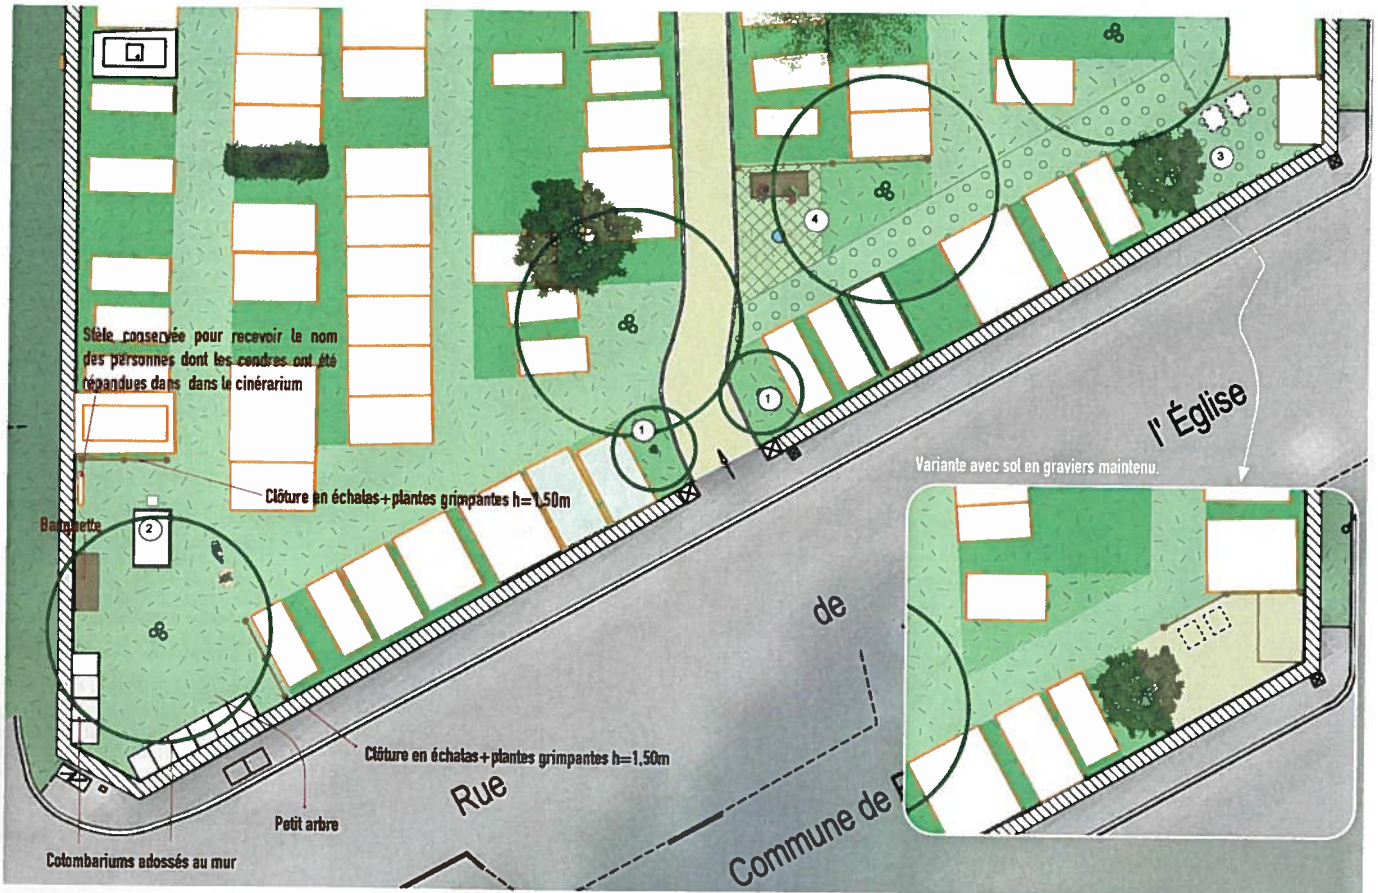 3
4
Stèle conservée pour recevoir le nom
des personnes dont les cendres ont été
répandues dans dans le cinérarium
1
1
l' Église
Variante avec sol en graviers maintenu.
Clôture en échalas+plantes grimpantes h=1,50m
Banquette
2
de
Clôture en échalas+plantes grimpantes h=1,50m
Rue
Petit arbre
Commune de
Colombariums adossés au mur